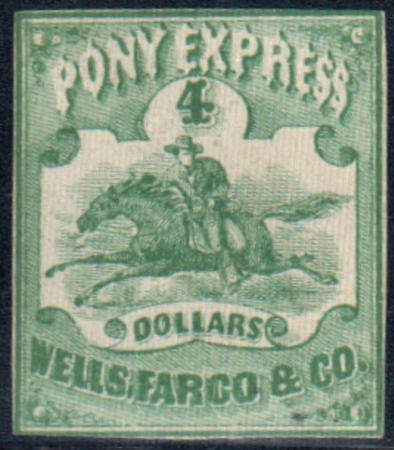 PONY EXPRESS
4
DOLLARS
WELLS, FARGO & CO.